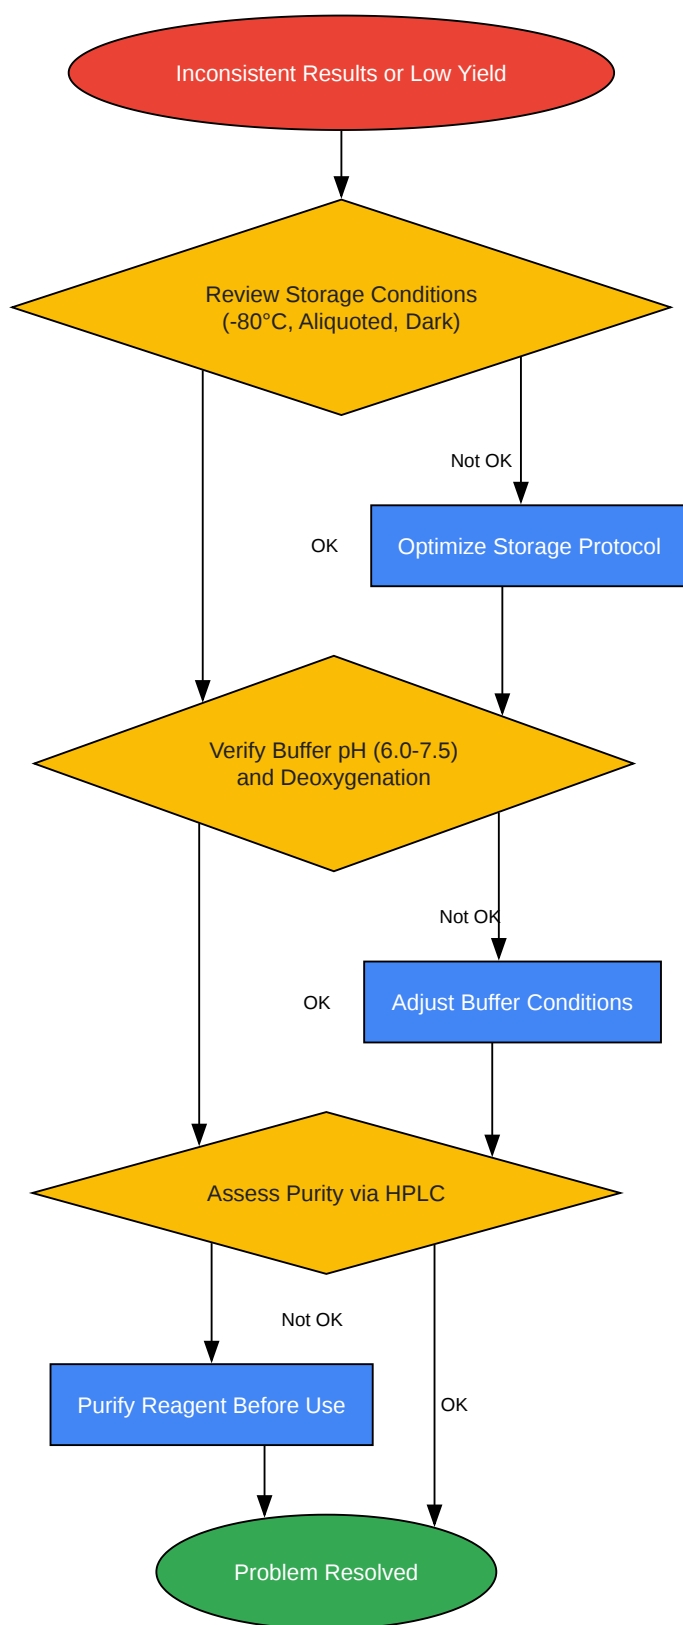 Inconsistent Results or Low Yield
Review Storage Conditions
(-80°C, Aliquoted, Dark)
Not OK
OK
Optimize Storage Protocol
Verify Buffer pH (6.0-7.5)
and Deoxygenation
Not OK
OK
Adjust Buffer Conditions
Assess Purity via HPLC
Not OK
Purify Reagent Before Use
OK
Problem Resolved